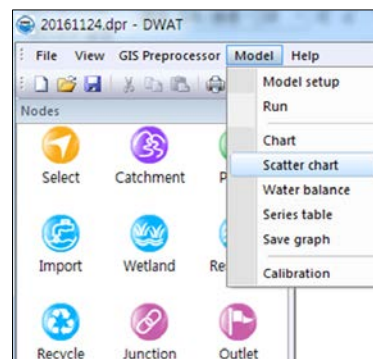 20161124.dpr - DWAT
File View GIS Preprocessor Model Help
Nodes
Model setup
Run
Chart
Scatter chart
Water balance
Series table
Save graph
Calibration
Select Catchment P
Import Wetland Re
Recycle Junction Outlet